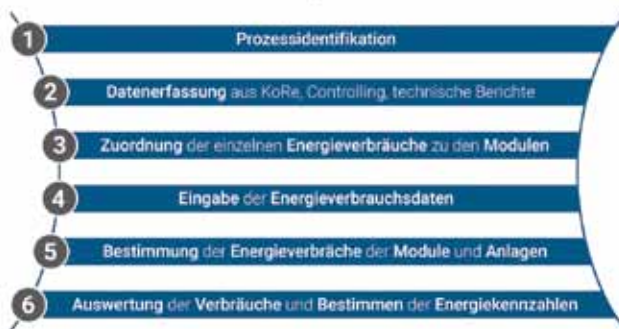 1 Prozessidentifikation
2 Datenerfassung aus KoRe, Controlling, technische Berichte
3 Zuordnung der einzelnen Energieverbräuche zu den Modulen
4 Eingabe der Energieverbrauchsdaten
5 Bestimmung der Energieverbräche der Module und Anlagen
6 Auswertung der Verbräuche und Bestimmen der Energiekennzahlen